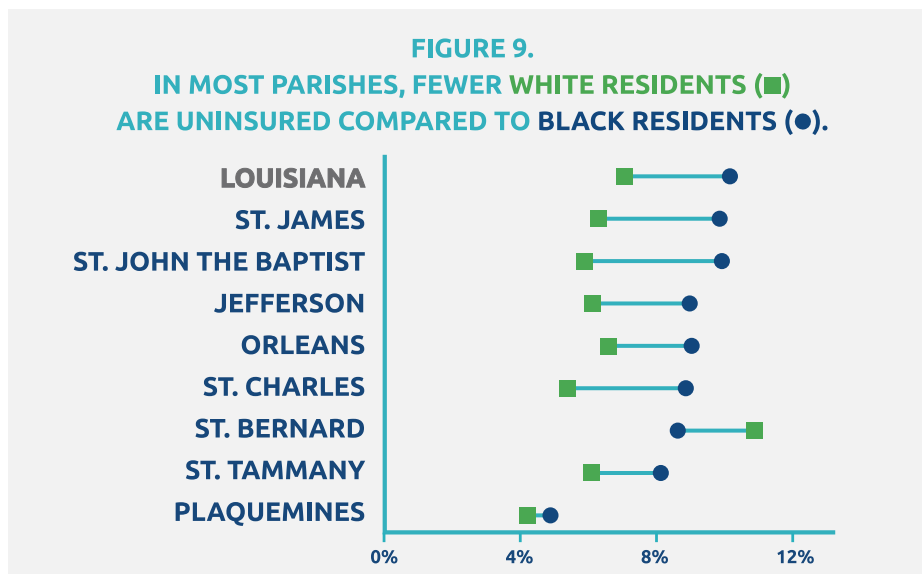 FIGURE 9.
IN MOST PARISHES, FEWER WHITE RESIDENTS (■)
ARE UNINSURED COMPARED TO BLACK RESIDENTS (●).
LOUISIANA
ST. JAMES
ST. JOHN THE BAPTIST
JEFFERSON
ORLEANS
ST. CHARLES
ST. BERNARD
ST. TAMMANY
PLAQUEMINES
0% 4% 8% 12%